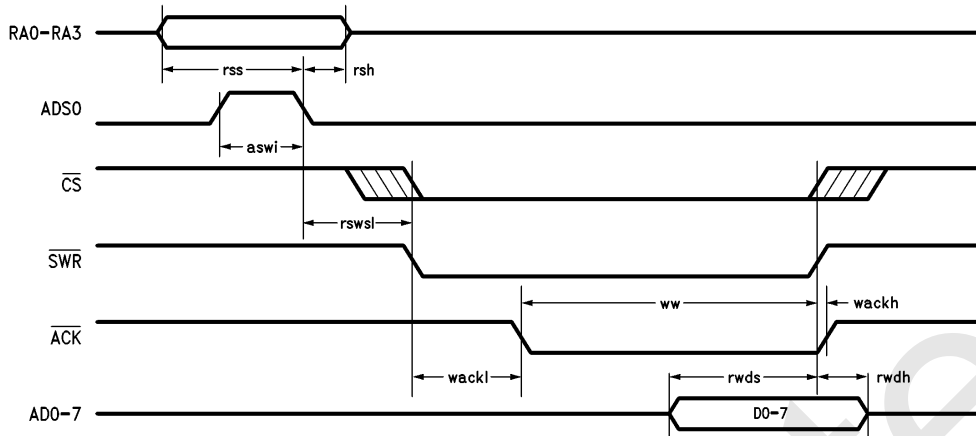 RA0-RA3
rss
rsh
ADS0
aswi
CS
rswsl
SWR
ww
wackh
ACK
wackl
rwds
rwdh
AD0-7
D0-7